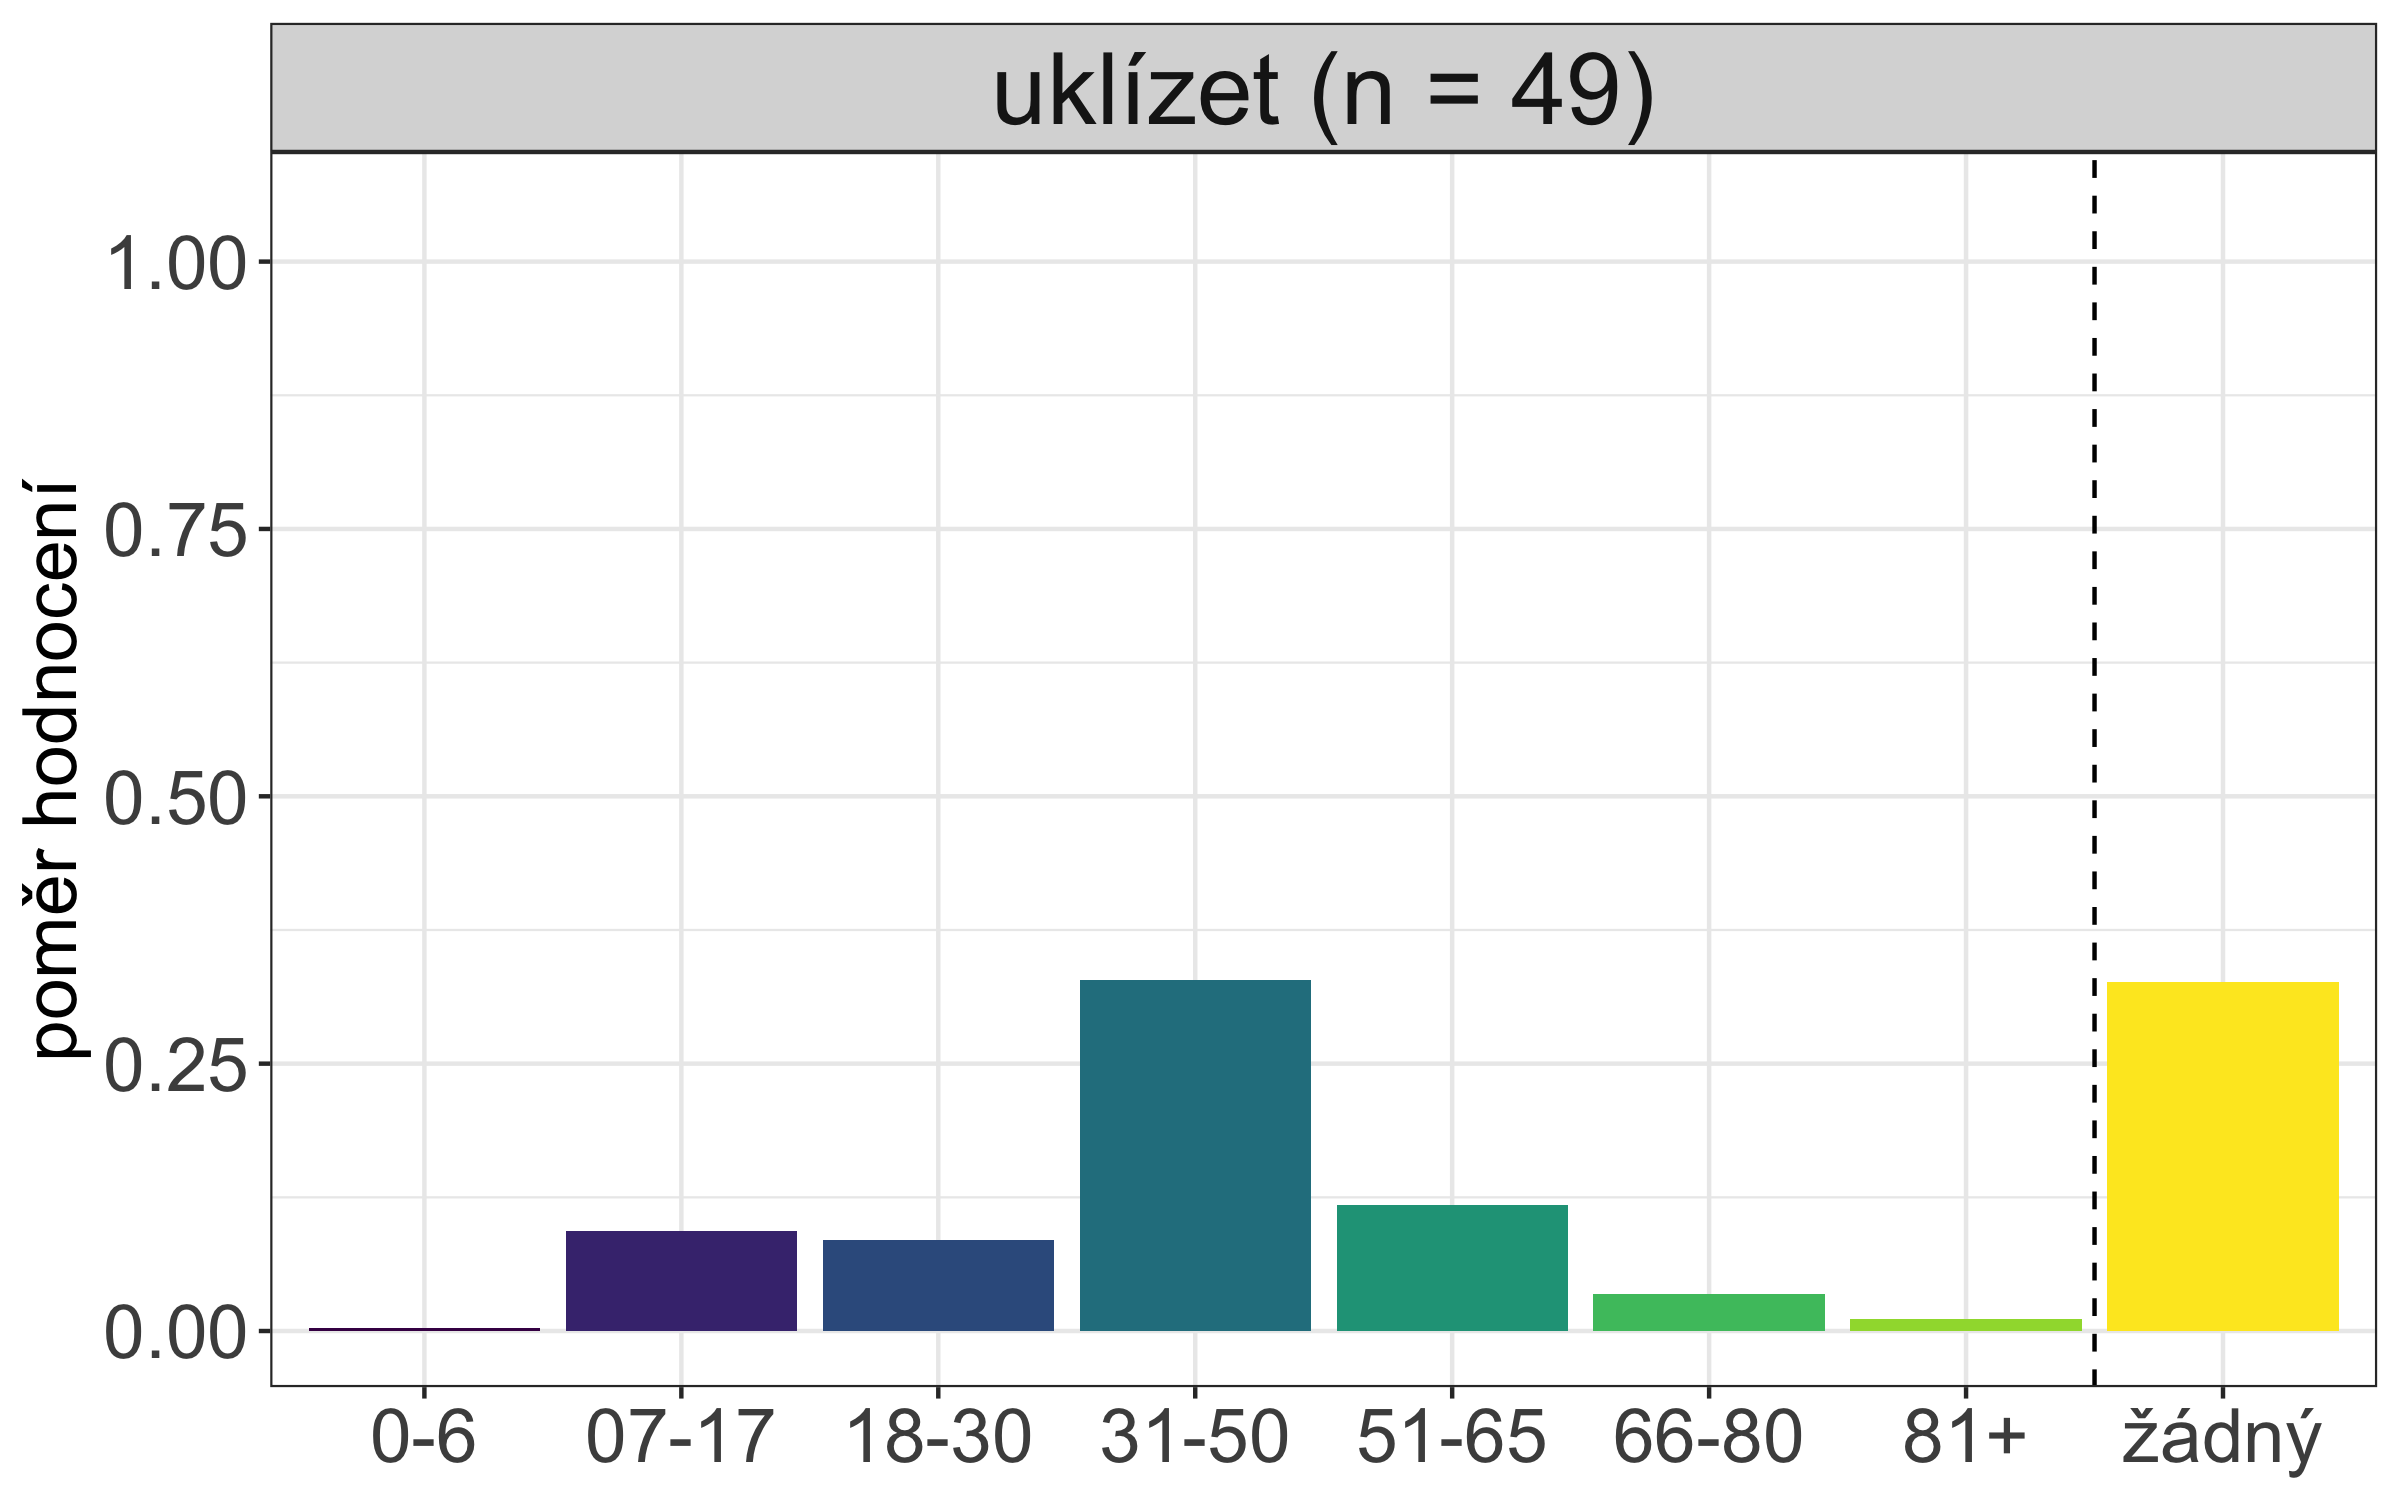 uklízet (n = 49)
poměr hodnocení
1.00
0.75
0.50
0.25
0.00
0-6 07-17 18-30 31-50 51-65 66-80 81+ žádný